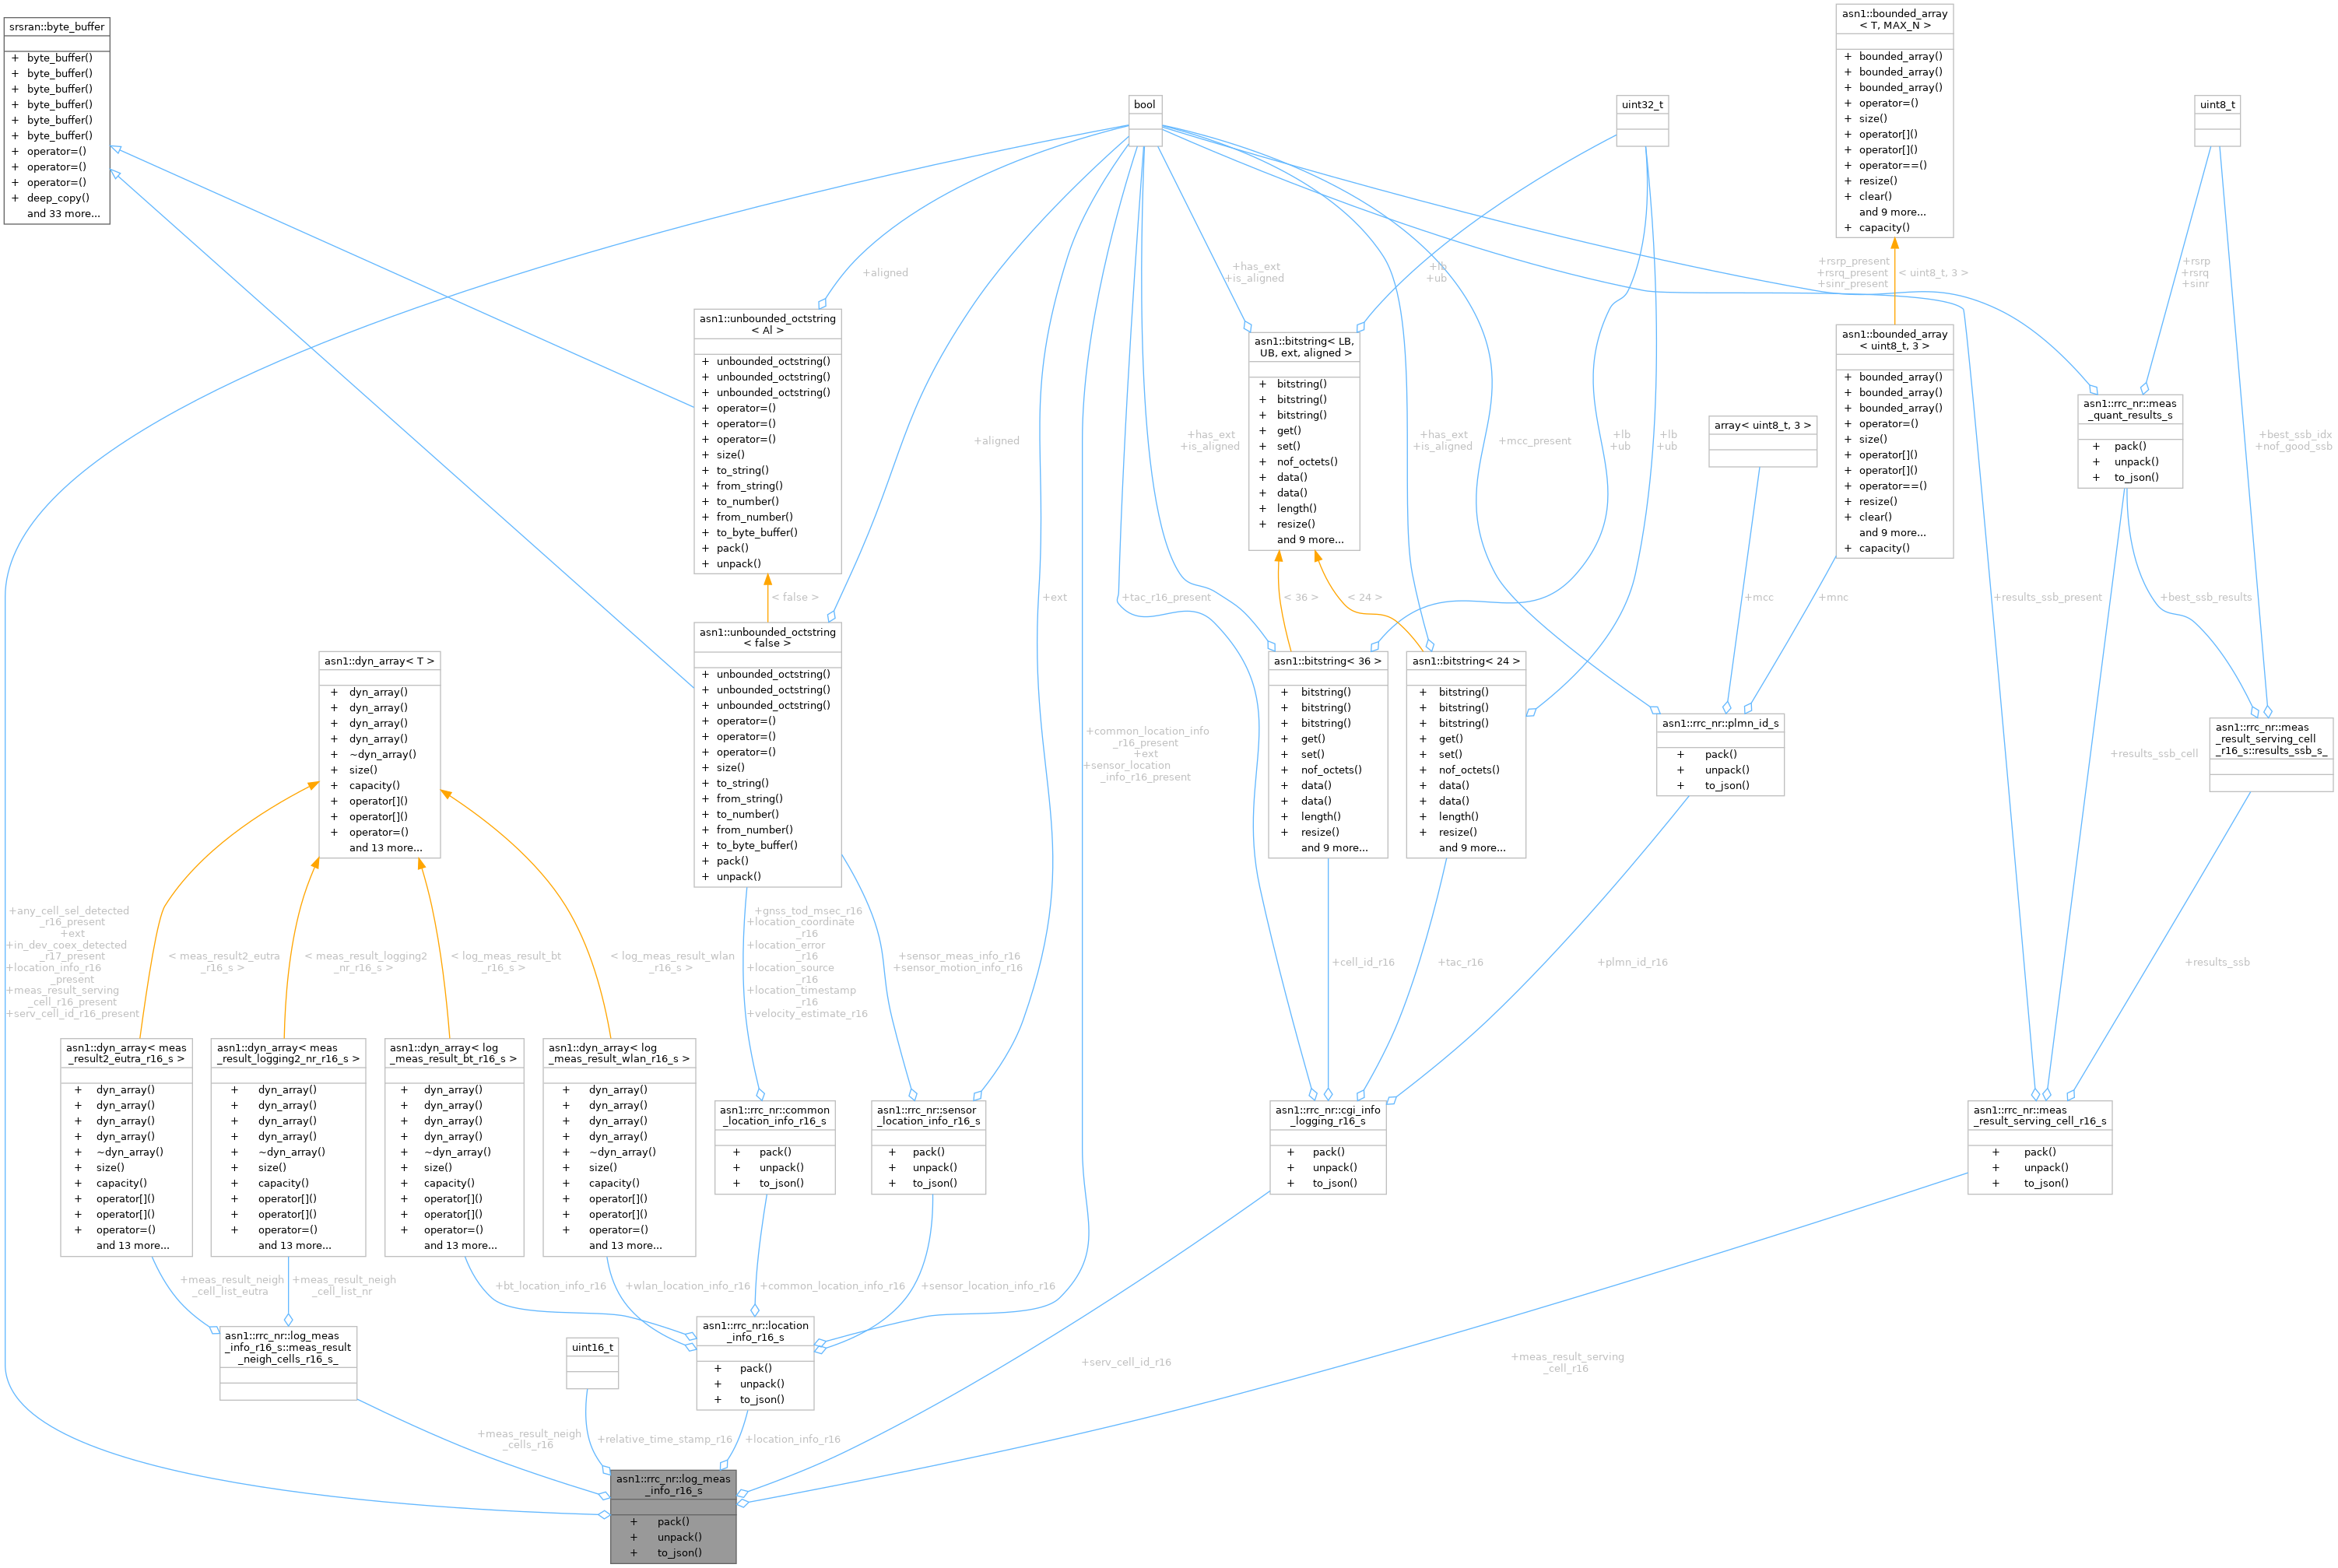 srsran::byte_buffer
+ byte_buffer()
+ byte_buffer()
+ byte_buffer()
+ byte_buffer()
+ byte_buffer()
+ byte_buffer()
+ operator=()
+ operator=()
+ operator=()
+ deep_copy()
and 33 more...
bool
uint32_t
asn1::bounded_array
< T, MAX_N >
+ bounded_array()
+ bounded_array()
+ bounded_array()
+ operator=()
+ size()
+ operator[]()
+ operator[]()
+ operator==()
+ resize()
+ clear()
and 9 more...
+ capacity()
uint8_t
+aligned
+has_ext
+is_aligned
+lb
+ub
+rsrp_present
+rsrq_present
+sinr_present
< uint8_t, 3 >
+rsrp
+rsrq
+sinr
asn1::unbounded_octstring
< Al >
+ unbounded_octstring()
+ unbounded_octstring()
+ unbounded_octstring()
+ operator=()
+ operator=()
+ operator=()
+ size()
+ to_string()
+ from_string()
+ to_number()
+ from_number()
+ to_byte_buffer()
+ pack()
+ unpack()
asn1::bitstring< LB,
UB, ext, aligned >
+ bitstring()
+ bitstring()
+ bitstring()
+ get()
+ set()
+ nof_octets()
+ data()
+ data()
+ length()
+ resize()
and 9 more...
asn1::bounded_array
< uint8_t, 3 >
+ bounded_array()
+ bounded_array()
+ bounded_array()
+ operator=()
+ size()
+ operator[]()
+ operator[]()
+ operator==()
+ resize()
+ clear()
and 9 more...
+ capacity()
array< uint8_t, 3 >
asn1::rrc_nr::meas
_quant_results_s
+ pack()
+ unpack()
+ to_json()
+aligned
+has_ext
+is_aligned
+has_ext
+is_aligned
+mcc_present
+lb
+ub
+lb
+ub
+best_ssb_idx
+nof_good_ssb
< false >
+ext
+tac_r16_present
< 36 >
< 24 >
+mcc
+mnc
+results_ssb_present
+best_ssb_results
asn1::dyn_array< T >
+ dyn_array()
+ dyn_array()
+ dyn_array()
+ dyn_array()
+ ~dyn_array()
+ size()
+ capacity()
+ operator[]()
+ operator[]()
+ operator=()
and 13 more...
asn1::unbounded_octstring
< false >
+ unbounded_octstring()
+ unbounded_octstring()
+ unbounded_octstring()
+ operator=()
+ operator=()
+ operator=()
+ size()
+ to_string()
+ from_string()
+ to_number()
+ from_number()
+ to_byte_buffer()
+ pack()
+ unpack()
+common_location_info
_r16_present
+ext
+sensor_location
_info_r16_present
asn1::bitstring< 36 >
+ bitstring()
+ bitstring()
+ bitstring()
+ get()
+ set()
+ nof_octets()
+ data()
+ data()
+ length()
+ resize()
and 9 more...
asn1::bitstring< 24 >
+ bitstring()
+ bitstring()
+ bitstring()
+ get()
+ set()
+ nof_octets()
+ data()
+ data()
+ length()
+ resize()
and 9 more...
asn1::rrc_nr::plmn_id_s
+ pack()
+ unpack()
+ to_json()
+results_ssb_cell
asn1::rrc_nr::meas
_result_serving_cell
_r16_s::results_ssb_s_
+any_cell_sel_detected
_r16_present
+ext
+in_dev_coex_detected
_r17_present
+location_info_r16
_present
+meas_result_serving
_cell_r16_present
+serv_cell_id_r16_present
< meas_result2_eutra
_r16_s >
< meas_result_logging2
_nr_r16_s >
< log_meas_result_bt
_r16_s >
< log_meas_result_wlan
_r16_s >
+gnss_tod_msec_r16
+location_coordinate
_r16
+location_error
_r16
+location_source
_r16
+location_timestamp
_r16
+velocity_estimate_r16
+sensor_meas_info_r16
+sensor_motion_info_r16
+cell_id_r16
+tac_r16
+plmn_id_r16
+results_ssb
asn1::dyn_array< meas
_result2_eutra_r16_s >
+ dyn_array()
+ dyn_array()
+ dyn_array()
+ dyn_array()
+ ~dyn_array()
+ size()
+ capacity()
+ operator[]()
+ operator[]()
+ operator=()
and 13 more...
asn1::dyn_array< meas
_result_logging2_nr_r16_s >
+ dyn_array()
+ dyn_array()
+ dyn_array()
+ dyn_array()
+ ~dyn_array()
+ size()
+ capacity()
+ operator[]()
+ operator[]()
+ operator=()
and 13 more...
asn1::dyn_array< log
_meas_result_bt_r16_s >
+ dyn_array()
+ dyn_array()
+ dyn_array()
+ dyn_array()
+ ~dyn_array()
+ size()
+ capacity()
+ operator[]()
+ operator[]()
+ operator=()
and 13 more...
asn1::dyn_array< log
_meas_result_wlan_r16_s >
+ dyn_array()
+ dyn_array()
+ dyn_array()
+ dyn_array()
+ ~dyn_array()
+ size()
+ capacity()
+ operator[]()
+ operator[]()
+ operator=()
and 13 more...
asn1::rrc_nr::common
_location_info_r16_s
+ pack()
+ unpack()
+ to_json()
asn1::rrc_nr::sensor
_location_info_r16_s
+ pack()
+ unpack()
+ to_json()
asn1::rrc_nr::cgi_info
_logging_r16_s
+ pack()
+ unpack()
+ to_json()
asn1::rrc_nr::meas
_result_serving_cell_r16_s
+ pack()
+ unpack()
+ to_json()
+meas_result_neigh
_cell_list_eutra
+meas_result_neigh
_cell_list_nr
+bt_location_info_r16
+wlan_location_info_r16
+common_location_info_r16
+sensor_location_info_r16
asn1::rrc_nr::log_meas
_info_r16_s::meas_result
_neigh_cells_r16_s_
uint16_t
asn1::rrc_nr::location
_info_r16_s
+ pack()
+ unpack()
+ to_json()
+serv_cell_id_r16
+meas_result_serving
_cell_r16
+meas_result_neigh
_cells_r16
+relative_time_stamp_r16
+location_info_r16
asn1::rrc_nr::log_meas
_info_r16_s
+ pack()
+ unpack()
+ to_json()